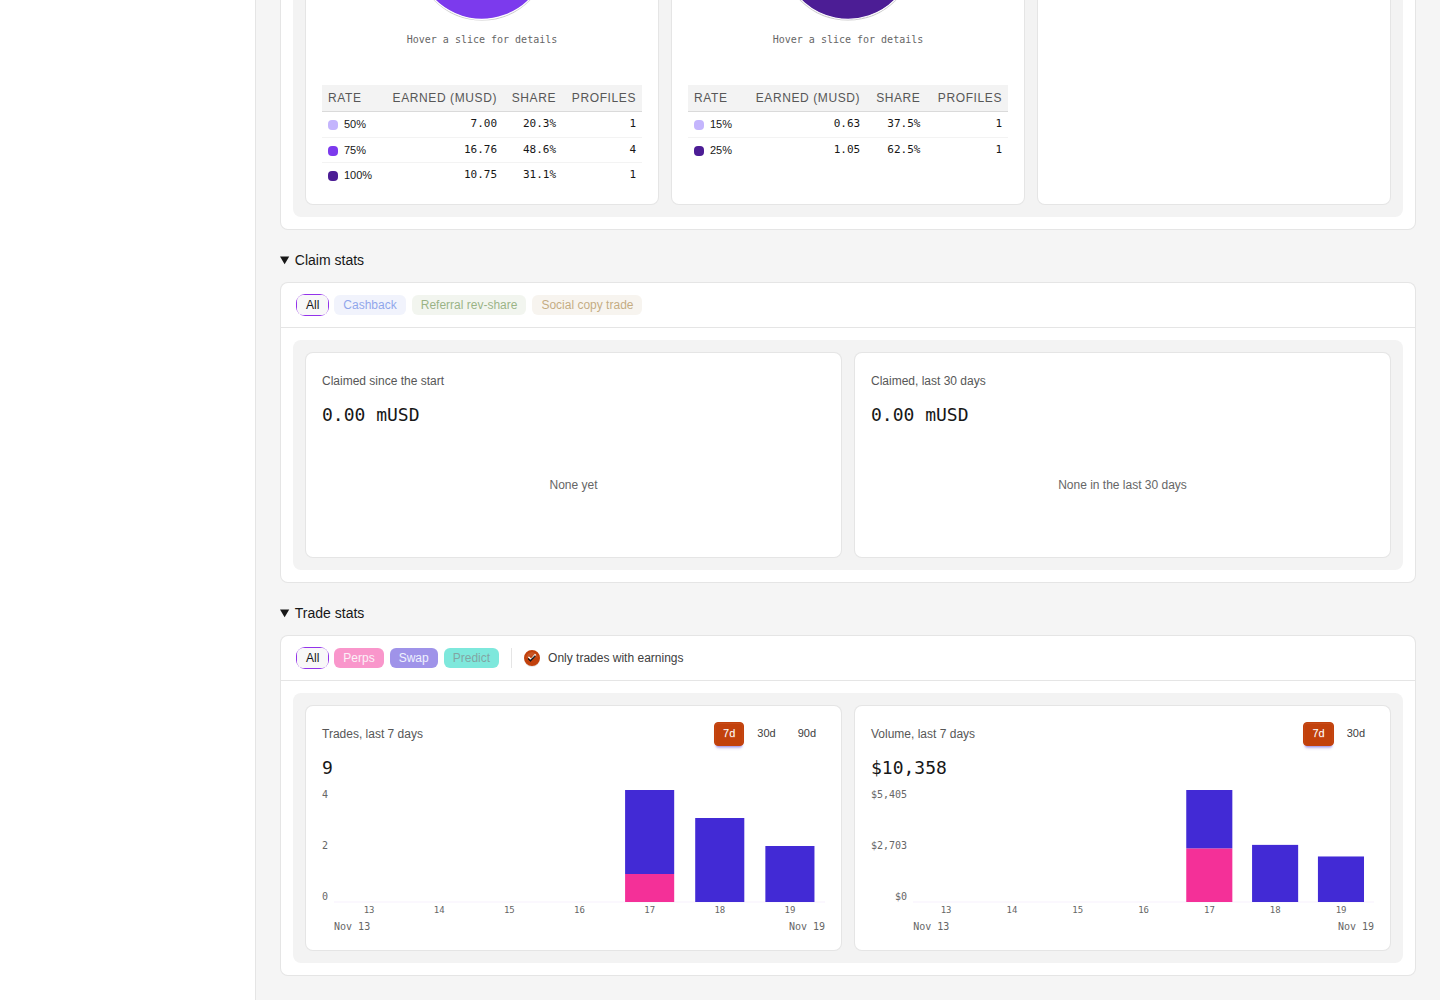 Hover a slice for details
RATE EARNED (MUSD) SHARE PROFILES
50% 7.00 20.3% 1
75% 16.76 48.6% 4
100% 10.75 31.1% 1
Hover a slice for details
RATE EARNED (MUSD) SHARE PROFILES
15% 0.63 37.5% 1
25% 1.05 62.5% 1
Claim stats
All Cashback Referral rev-share Social copy trade
Claimed since the start
0.00 mUSD
None yet
Claimed, last 30 days
0.00 mUSD
None in the last 30 days
Trade stats
All Perps Swap Predict Only trades with earnings
Trades, last 7 days 7d 30d 90d
9
4
2
0
13 14 15 16 17 18 19
Nov 13 Nov 19
Volume, last 7 days 7d 30d
$10,358
$5,405
$2,703
$0
13 14 15 16 17 18 19
Nov 13 Nov 19